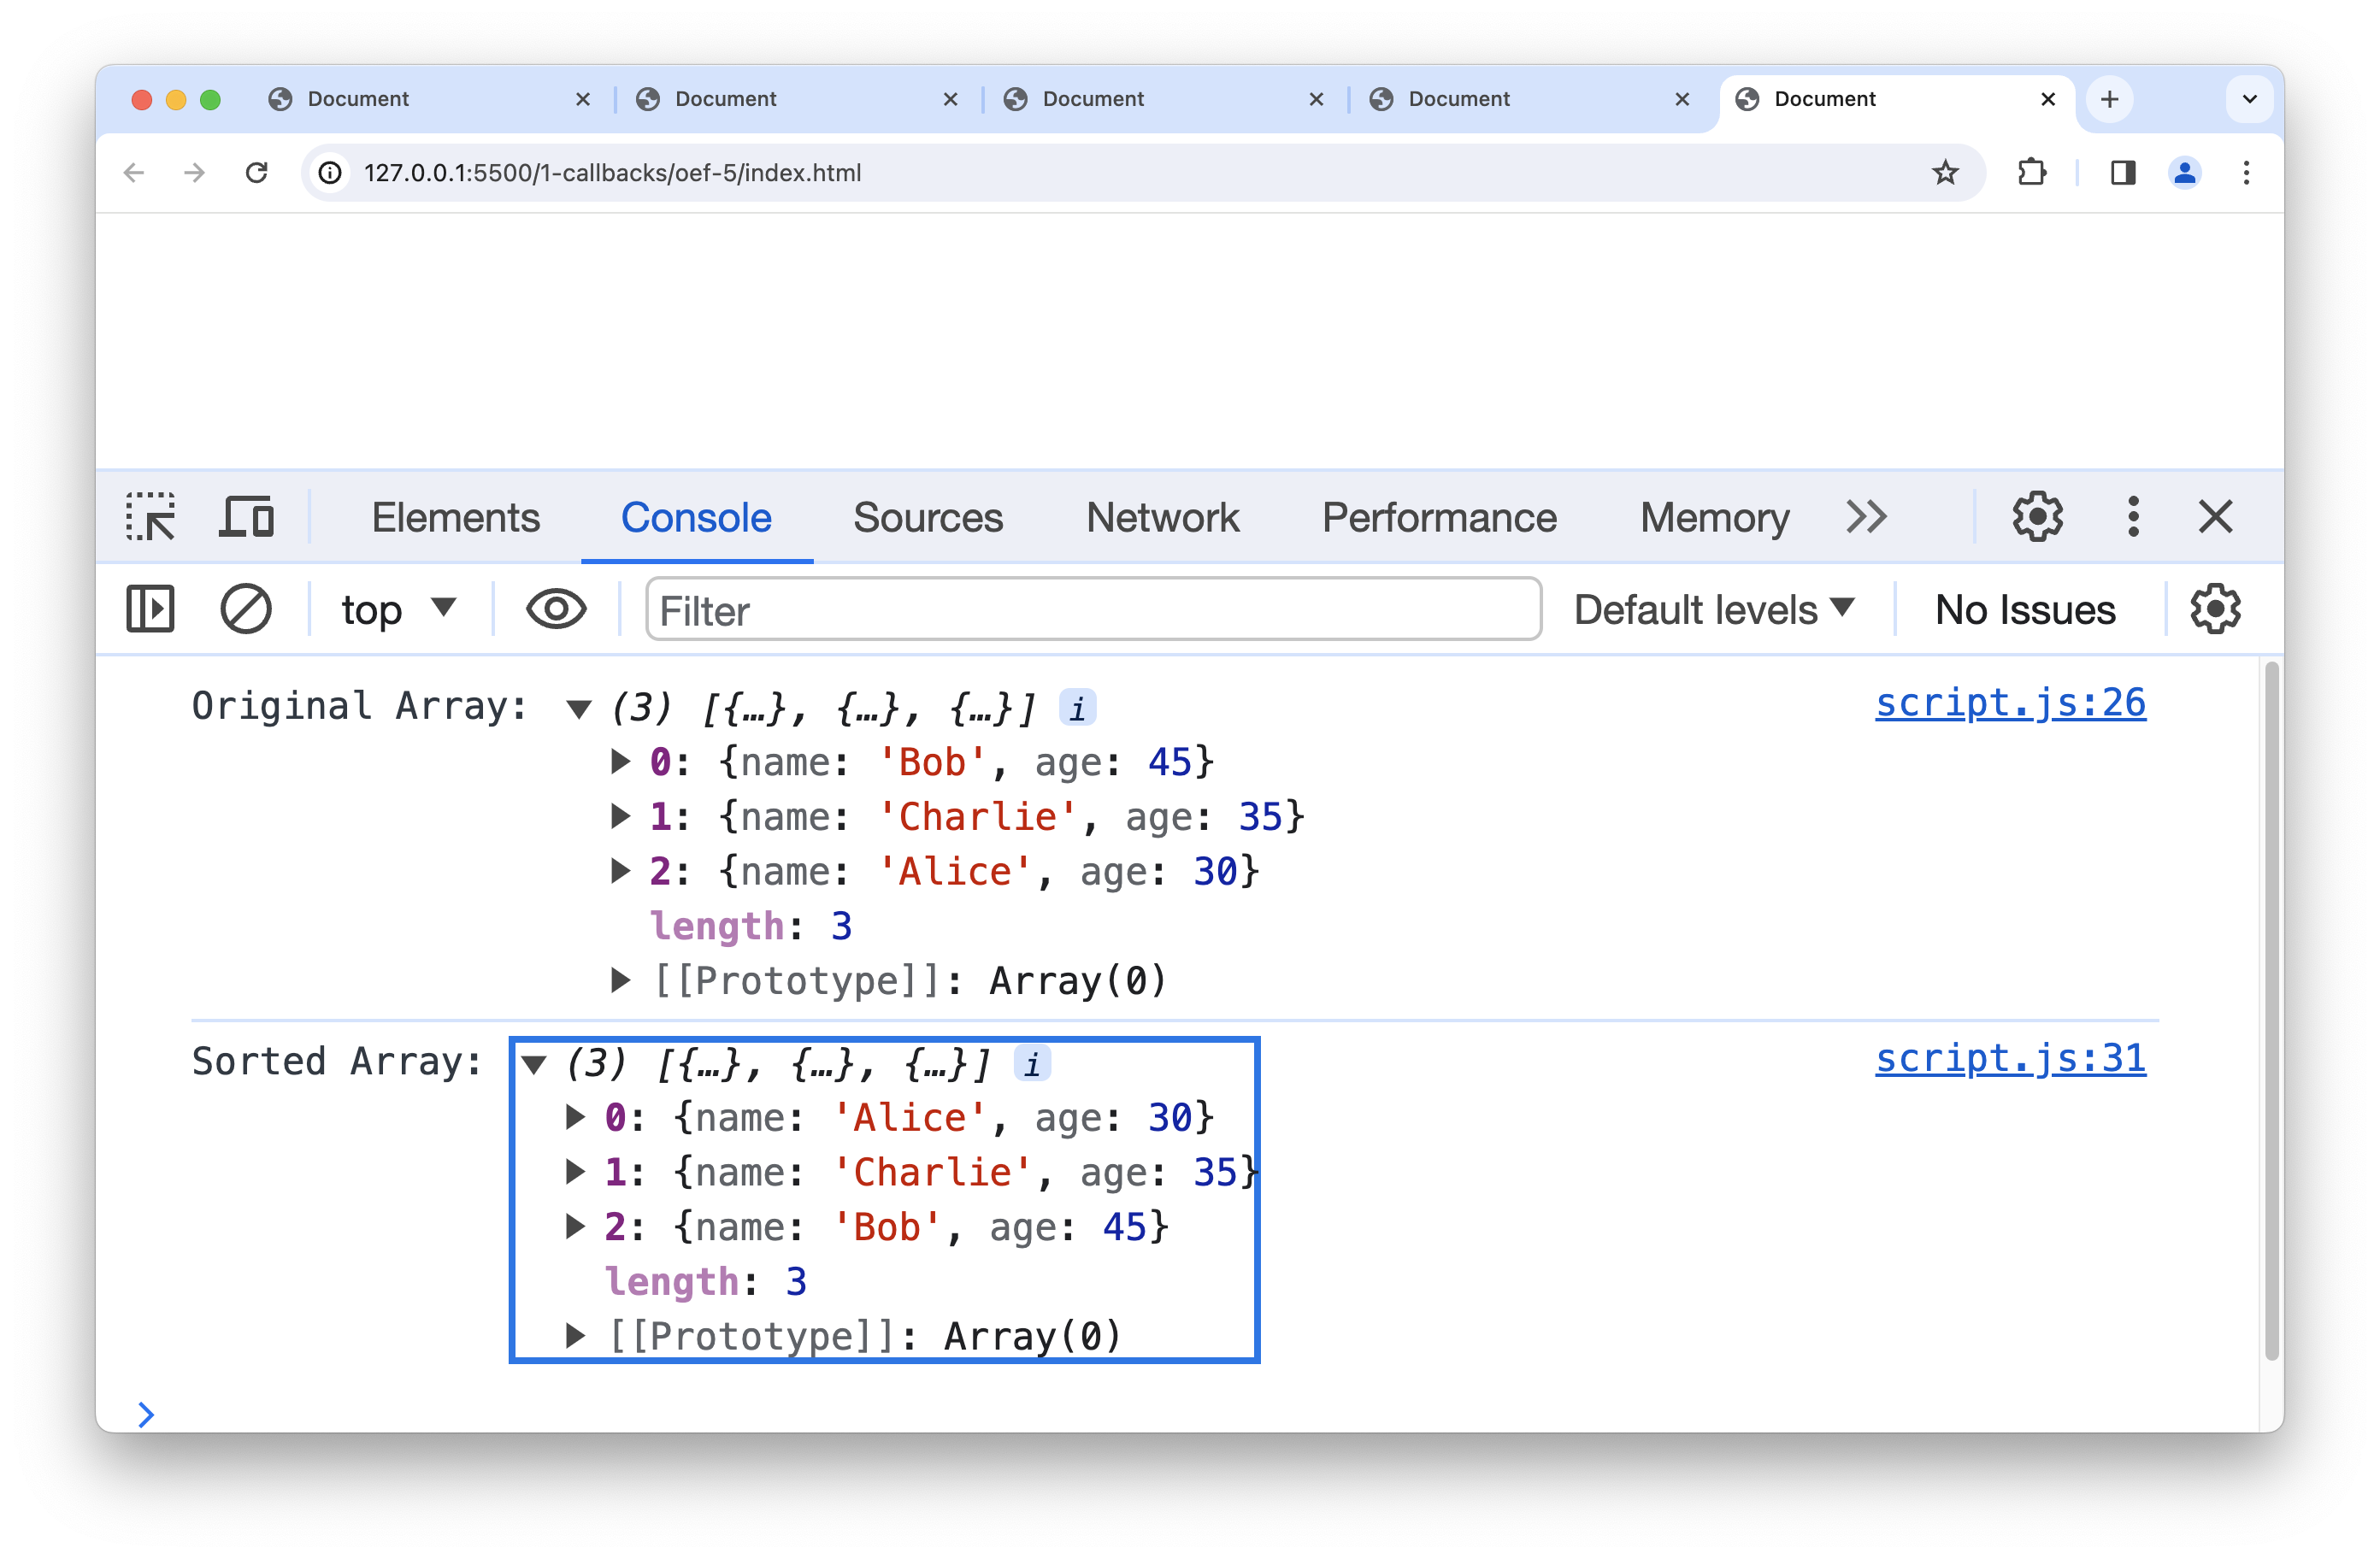 Document Document Document Document Document
127.0.0.1:5500/1-callbacks/oef-5/index.html
Elements Console Sources Network Performance Memory
top Filter Default levels No Issues
Original Array: (3) [{…}, {…}, {…}] i script.js:26
0: {name: 'Bob', age: 45}
1: {name: 'Charlie', age: 35}
2: {name: 'Alice', age: 30}
length: 3
[[Prototype]]: Array(0)
Sorted Array: (3) [{…}, {…}, {…}] i script.js:31
0: {name: 'Alice', age: 30}
1: {name: 'Charlie', age: 35}
2: {name: 'Bob', age: 45}
length: 3
[[Prototype]]: Array(0)